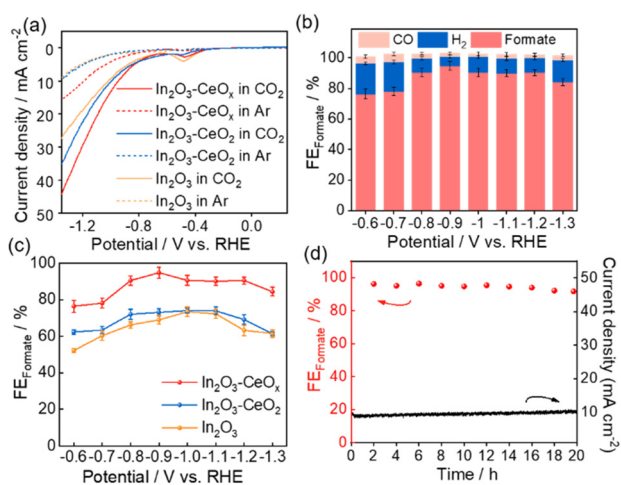 (a)
Current density / mA cm⁻²
0
10
20
30
40
50
In₂O₃-CeOₓ in CO₂
In₂O₃-CeOₓ in Ar
In₂O₃-CeO₂ in CO₂
In₂O₃-CeO₂ in Ar
In₂O₃ in CO₂
In₂O₃ in Ar
-1.2 -0.6 0.0
Potential / V vs. RHE
(b)
CO H₂ Formate
FE_Formate / %
100
80
60
40
20
0
-0.6 -0.7 -0.8 -0.9 -1 -1.1 -1.2 -1.3
Potential / V vs. RHE
(c)
FE_Formate / %
100
80
60
40
20
0
In₂O₃-CeOₓ
In₂O₃-CeO₂
In₂O₃
-0.6 -0.7 -0.8 -0.9 -1.0 -1.1 -1.2 -1.3
Potential / V vs. RHE
(d)
FE_Formate / %
100
80
60
40
20
0
Current density (mA cm⁻²)
50
40
30
20
10
0
0 2 4 6 8 10 12 14 16 18 20
Time / h